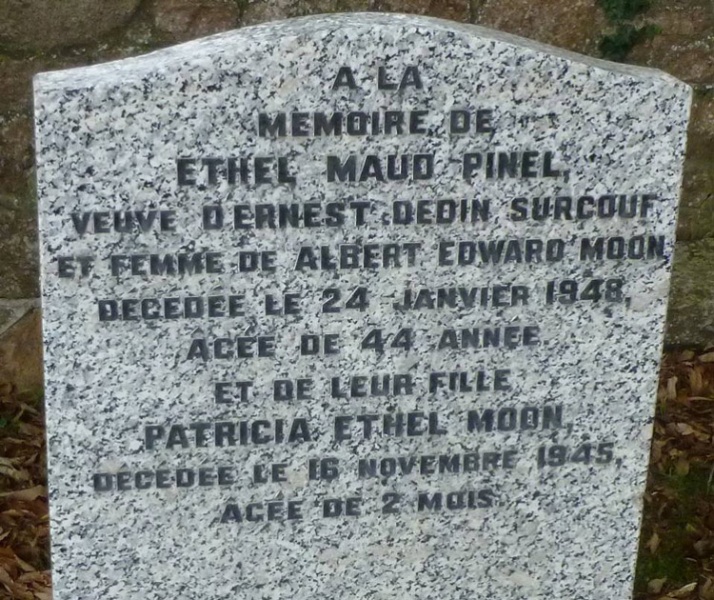 A LA
MEMOIRE DE
ETHEL MAUD PINEL,
VEUVE D'ERNEST DEDIN SURCOUF,
ET FEMME DE ALBERT EDWARD MOON,
DECEDEE LE 24 JANVIER 1948,
AGEE DE 44 ANNEE.
ET DE LEUR FILLE
PATRICIA ETHEL MOON,
DECEDEE LE 16 NOVEMBRE 1945,
AGEE DE 2 MOIS.